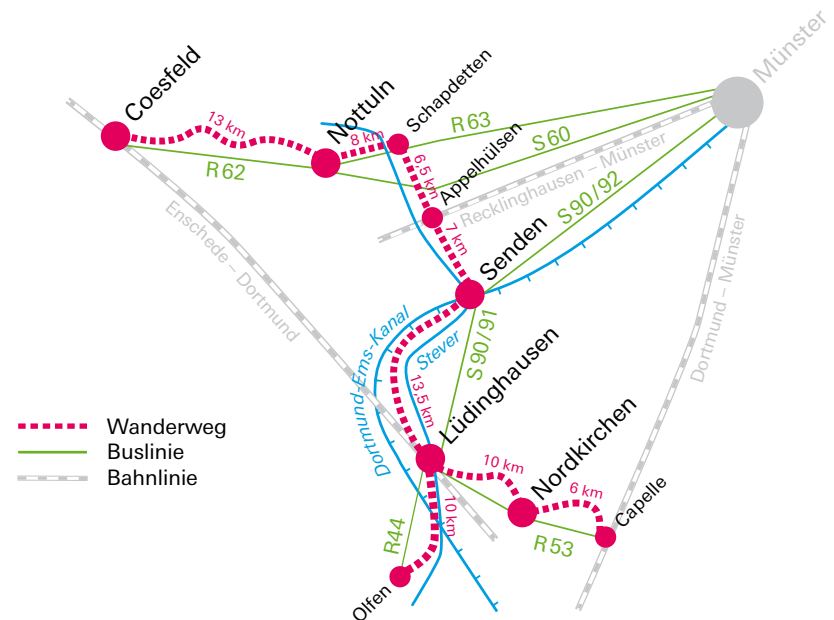 Münster
Coesfeld
Schapdetten
Nottuln
13 km
8 km
R63
S60
Appelhülsen
6,5 km
R62
Recklinghausen – Münster
S90/92
Enschede – Dortmund
7 km
Senden
Dortmund – Münster
Dortmund-Ems-Kanal
Stever
S90/91
13,5 km
Lüdinghausen
Wanderweg
Buslinie
Bahnlinie
10 km
Nordkirchen
6 km
Capelle
10 km
R44
R53
Olfen